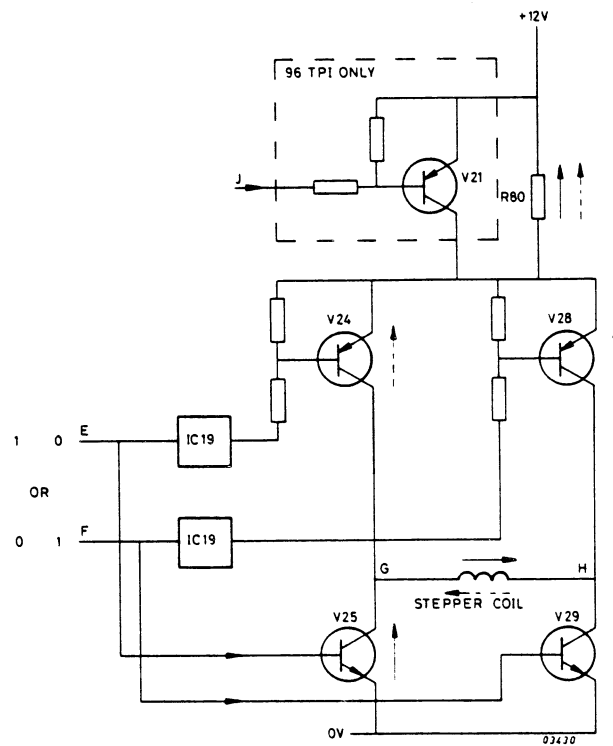 +12V
96 TPI ONLY
J
V21
R80
V24
V28
1 0 E
IC19
OR
0 1 F
IC19
G
H
STEPPER COIL
V25
V29
0V
03430